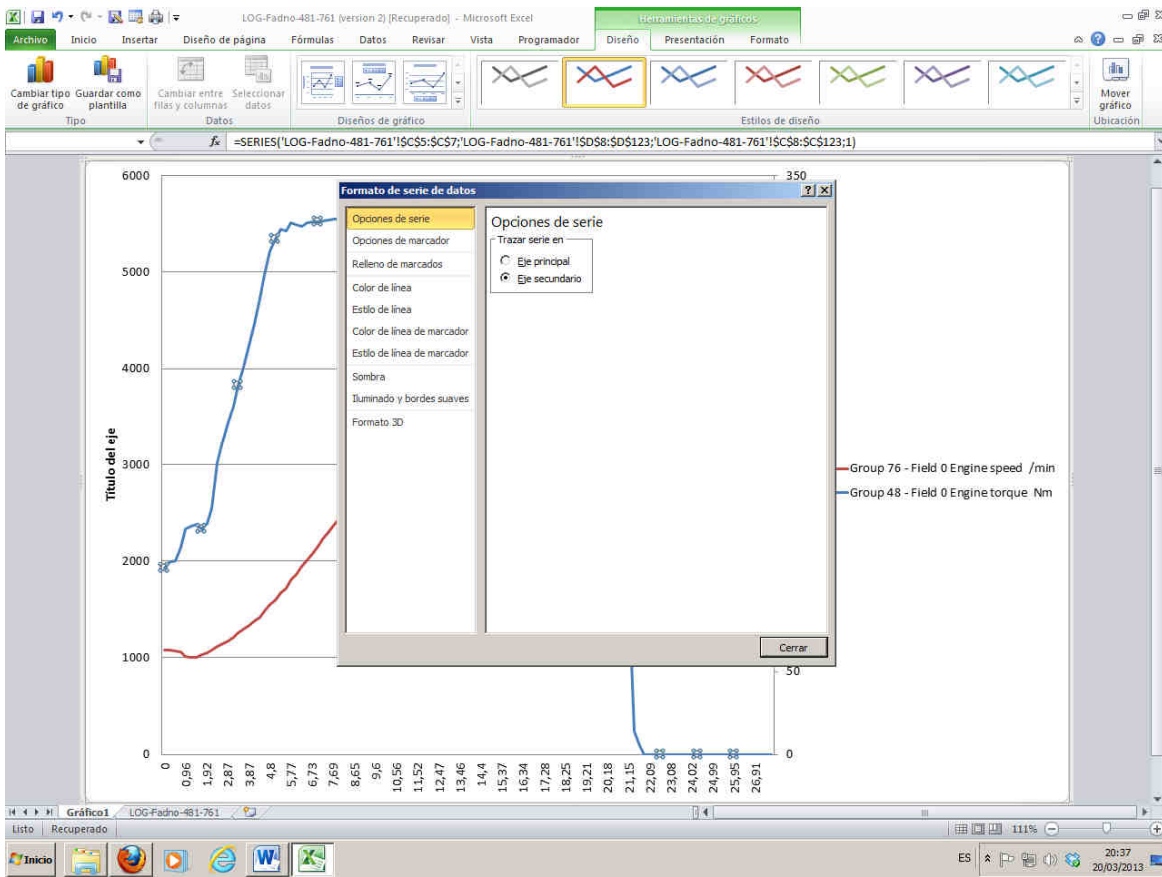 LOG-Fadno-481-761 (version 2) [Recuperado] - Microsoft Excel
Herramientas de gráficos
Archivo Inicio Insertar Diseño de página Fórmulas Datos Revisar Vista Programador Diseño Presentación Formato
Cambiar tipo de gráfico
Guardar como plantilla
Tipo
Cambiar entre filas y columnas
Seleccionar datos
Datos
Diseños de gráfico
Estilos de diseño
Mover gráfico
Ubicación
fx =SERIES('LOG-Fadno-481-761'!$C$5:$C$7;'LOG-Fadno-481-761'!$D$8:$D$123;'LOG-Fadno-481-761'!$C$8:$C$123;1)
6000
5000
4000
3000
2000
1000
0
Título del eje
350
50
0
Formato de serie de datos
Opciones de serie
Opciones de marcador
Relleno de marcados
Color de línea
Estilo de línea
Color de línea de marcador
Estilo de línea de marcador
Sombra
Iluminado y bordes suaves
Formato 3D
Opciones de serie
Trazar serie en
Eje principal
Eje secundario
Cerrar
Group 76 - Field 0 Engine speed /min
Group 48 - Field 0 Engine torque Nm
0 0,96 1,92 2,87 3,87 4,8 5,77 6,73 7,69 8,65 9,6 10,56 11,52 12,47 13,46 14,4 15,37 16,34 17,28 18,25 19,21 20,18 21,15 22,09 23,08 24,02 24,99 25,95 26,91
Gráfico1 LOG-Fadno-481-761
Listo Recuperado 111%
Inicio ES 20:37
20/03/2013